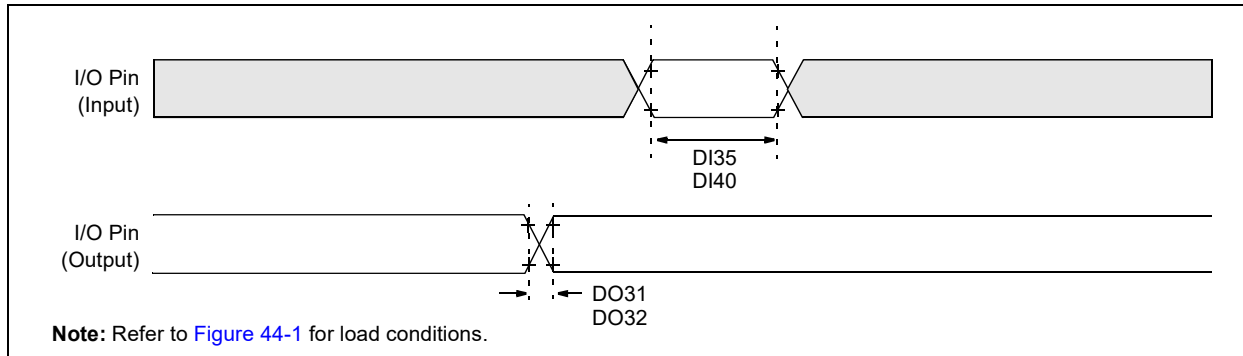 I/O Pin
(Input)
DI35
DI40
I/O Pin
(Output)
DO31
DO32
Note: Refer to Figure 44-1 for load conditions.